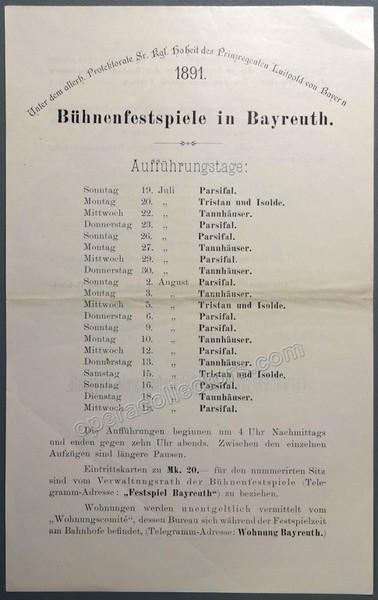 Unter dem allerh. Protektorate Sr. Kgl. Hoheit des Prinzregenten Luitpold von Bayern
1891.
Bühnenfestspiele in Bayreuth.
Aufführungstage:
Sonntag 19. Juli Parsifal.
Montag 20. „ Tristan und Isolde.
Mittwoch 22. „ Tannhäuser.
Donnerstag 23. „ Parsifal.
Sonntag 26. „ Parsifal.
Montag 27. „ Tannhäuser.
Mittwoch 29. „ Parsifal.
Donnerstag 30. „ Tannhäuser.
Sonntag 2. August Parsifal.
Montag 3. „ Tannhäuser.
Mittwoch 5. „ Tristan und Isolde.
Donnerstag 6. „ Parsifal.
Sonntag 9. „ Parsifal.
Montag 10. „ Tannhäuser.
Mittwoch 12. „ Parsifal.
Donnerstag 13. „ Tannhäuser.
Samstag 15. „ Tristan und Isolde.
Sonntag 16. „ Parsifal.
Dienstag 18. „ Tannhäuser.
Mittwoch 19. „ Parsifal.
operacollectors.com
Die Aufführungen beginnen um 4 Uhr Nachmittags
und enden gegen zehn Uhr abends. Zwischen den einzelnen
Aufzügen sind längere Pausen.
Eintrittskarten zu Mk. 20.— für den nummerirten Sitz
sind vom Verwaltungsrath der Bühnenfestspiele (Tele-
gramm-Adresse: „Festspiel Bayreuth") zu beziehen.
Wohnungen werden unentgeltlich vermittelt vom
„Wohnungscomité", dessen Bureau sich während der Festspielzeit
am Bahnhofe befindet, (Telegramm-Adresse: Wohnung Bayreuth.)